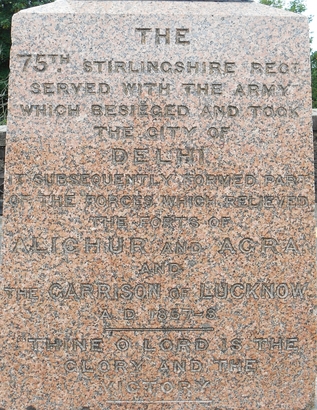 THE
75TH STIRLINGSHIRE REGT
SERVED WITH THE ARMY
WHICH BESIEGED AND TOOK
THE CITY OF
DELHI
IT SUBSEQUENTLY FORMED PART
OF THE FORCES WHICH RELIEVED
THE FORTS OF
ALIGHUR AND AGRA
AND
THE GARRISON OF LUCKNOW
A.D. 1857-8
"THINE O LORD IS THE
GLORY AND THE
VICTORY"